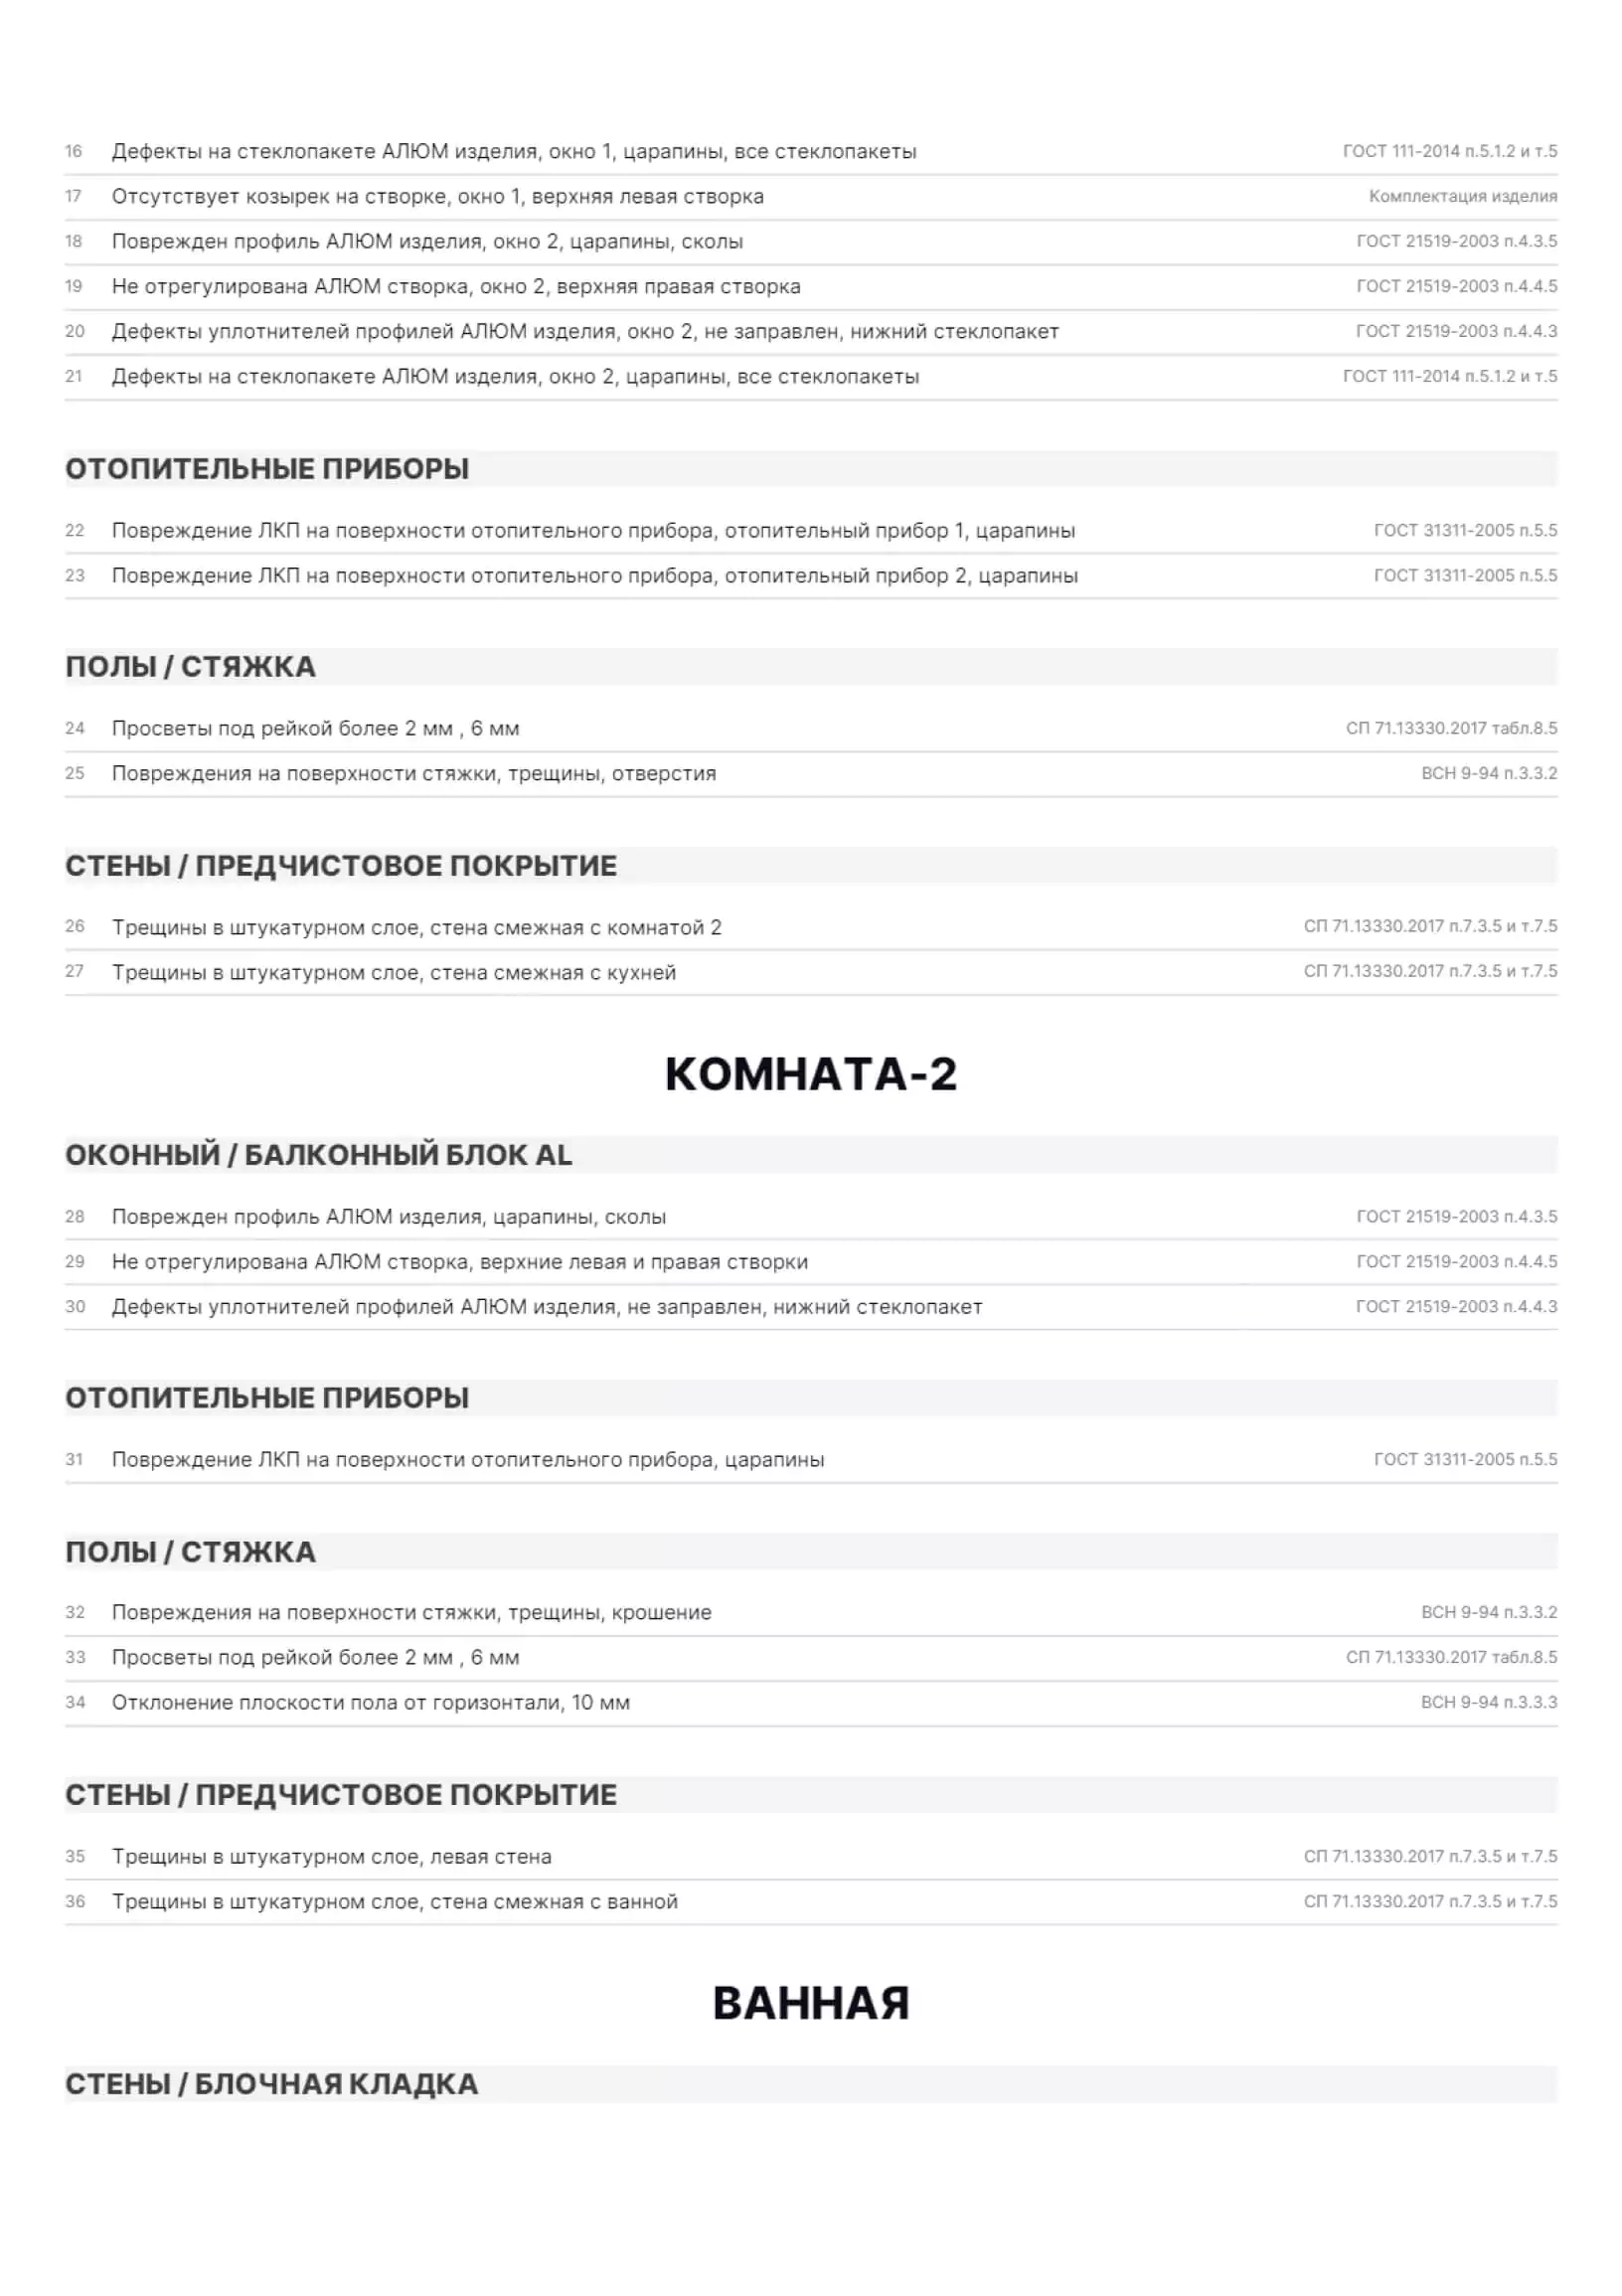 16 Дефекты на стеклопакете АЛЮМ изделия, окно 1, царапины, все стеклопакеты ГОСТ 111-2014 п.5.1.2 и т.5
17 Отсутствует козырек на створке, окно 1, верхняя левая створка Комплектация изделия
18 Поврежден профиль АЛЮМ изделия, окно 2, царапины, сколы ГОСТ 21519-2003 п.4.3.5
19 Не отрегулирована АЛЮМ створка, окно 2, верхняя правая створка ГОСТ 21519-2003 п.4.4.5
20 Дефекты уплотнителей профилей АЛЮМ изделия, окно 2, не заправлен, нижний стеклопакет ГОСТ 21519-2003 п.4.4.3
21 Дефекты на стеклопакете АЛЮМ изделия, окно 2, царапины, все стеклопакеты ГОСТ 111-2014 п.5.1.2 и т.5
ОТОПИТЕЛЬНЫЕ ПРИБОРЫ
22 Повреждение ЛКП на поверхности отопительного прибора, отопительный прибор 1, царапины ГОСТ 31311-2005 п.5.5
23 Повреждение ЛКП на поверхности отопительного прибора, отопительный прибор 2, царапины ГОСТ 31311-2005 п.5.5
ПОЛЫ / СТЯЖКА
24 Просветы под рейкой более 2 мм , 6 мм СП 71.13330.2017 табл.8.5
25 Повреждения на поверхности стяжки, трещины, отверстия ВСН 9-94 п.3.3.2
СТЕНЫ / ПРЕДЧИСТОВОЕ ПОКРЫТИЕ
26 Трещины в штукатурном слое, стена смежная с комнатой 2 СП 71.13330.2017 п.7.3.5 и т.7.5
27 Трещины в штукатурном слое, стена смежная с кухней СП 71.13330.2017 п.7.3.5 и т.7.5
КОМНАТА-2
ОКОННЫЙ / БАЛКОННЫЙ БЛОК AL
28 Поврежден профиль АЛЮМ изделия, царапины, сколы ГОСТ 21519-2003 п.4.3.5
29 Не отрегулирована АЛЮМ створка, верхние левая и правая створки ГОСТ 21519-2003 п.4.4.5
30 Дефекты уплотнителей профилей АЛЮМ изделия, не заправлен, нижний стеклопакет ГОСТ 21519-2003 п.4.4.3
ОТОПИТЕЛЬНЫЕ ПРИБОРЫ
31 Повреждение ЛКП на поверхности отопительного прибора, царапины ГОСТ 31311-2005 п.5.5
ПОЛЫ / СТЯЖКА
32 Повреждения на поверхности стяжки, трещины, крошение ВСН 9-94 п.3.3.2
33 Просветы под рейкой более 2 мм , 6 мм СП 71.13330.2017 табл.8.5
34 Отклонение плоскости пола от горизонтали, 10 мм ВСН 9-94 п.3.3.3
СТЕНЫ / ПРЕДЧИСТОВОЕ ПОКРЫТИЕ
35 Трещины в штукатурном слое, левая стена СП 71.13330.2017 п.7.3.5 и т.7.5
36 Трещины в штукатурном слое, стена смежная с ванной СП 71.13330.2017 п.7.3.5 и т.7.5
ВАННАЯ
СТЕНЫ / БЛОЧНАЯ КЛАДКА